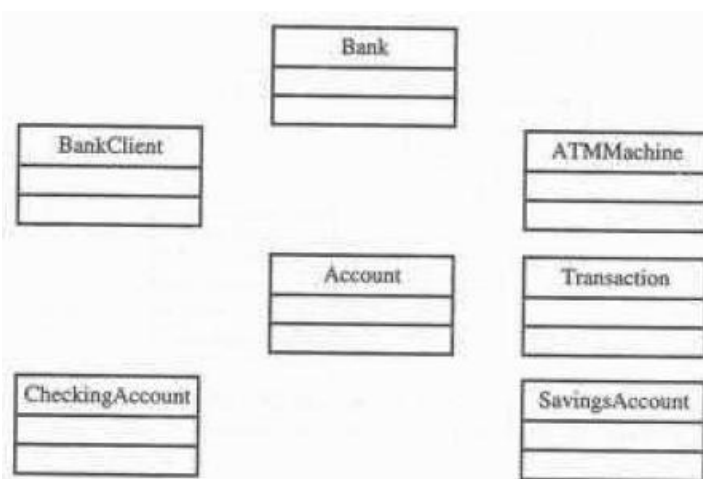 Bank
BankClient
ATMMachine
Account
Transaction
CheckingAccount
SavingsAccount